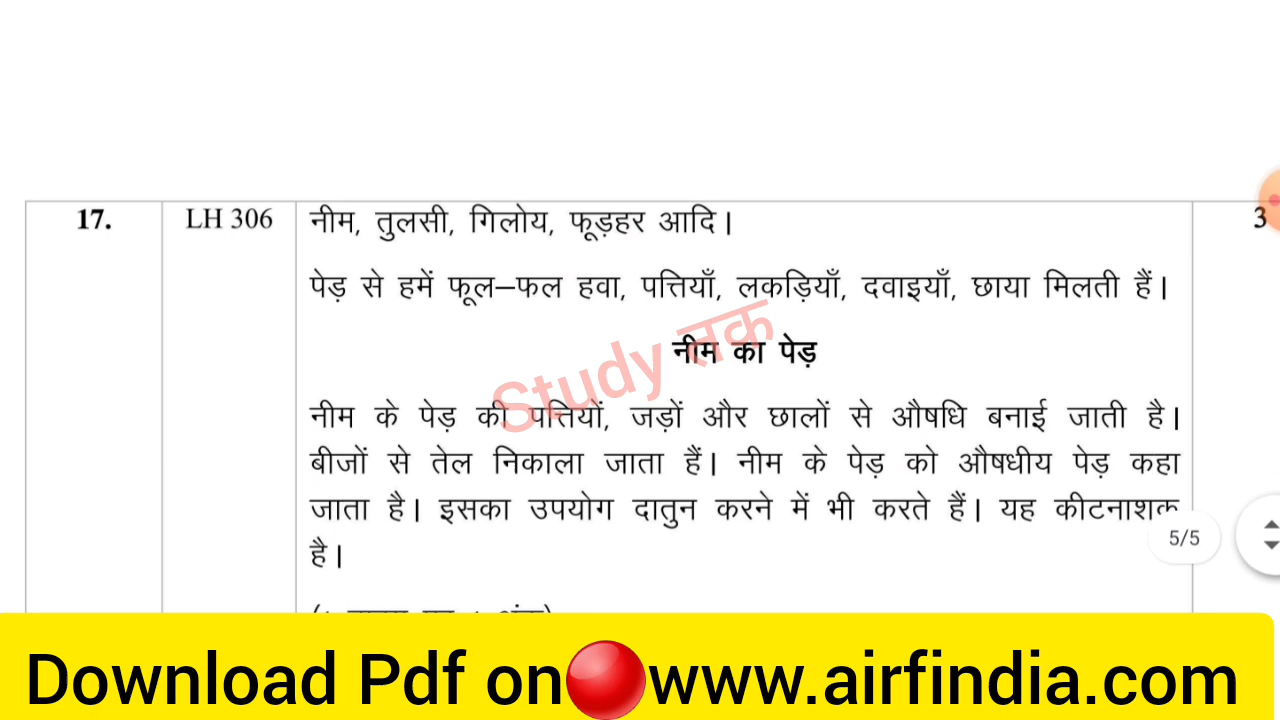 17. LH 306 नीम, तुलसी, गिलोय, फूड़हर आदि। 3
पेड़ से हमें फूल–फल हवा, पत्तियाँ, लकड़ियाँ, दवाइयाँ, छाया मिलती हैं।
Study तक
नीम का पेड़
नीम के पेड़ की पत्तियों, जड़ों और छालों से औषधि बनाई जाती है।
बीजों से तेल निकाला जाता हैं। नीम के पेड़ को औषधीय पेड़ कहा
जाता है। इसका उपयोग दातुन करने में भी करते हैं। यह कीटनाशक
है।
5/5
Download Pdf on www.airfindia.com